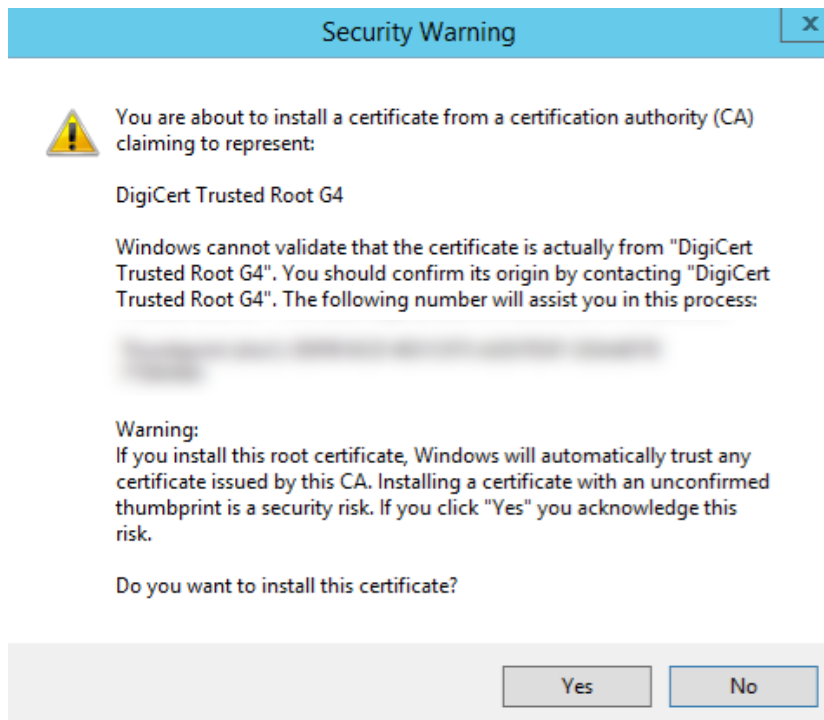 Security Warning
x
You are about to install a certificate from a certification authority (CA)
claiming to represent:
DigiCert Trusted Root G4
Windows cannot validate that the certificate is actually from "DigiCert
Trusted Root G4". You should confirm its origin by contacting "DigiCert
Trusted Root G4". The following number will assist you in this process:
Warning:
If you install this root certificate, Windows will automatically trust any
certificate issued by this CA. Installing a certificate with an unconfirmed
thumbprint is a security risk. If you click "Yes" you acknowledge this
risk.
Do you want to install this certificate?
Yes
No